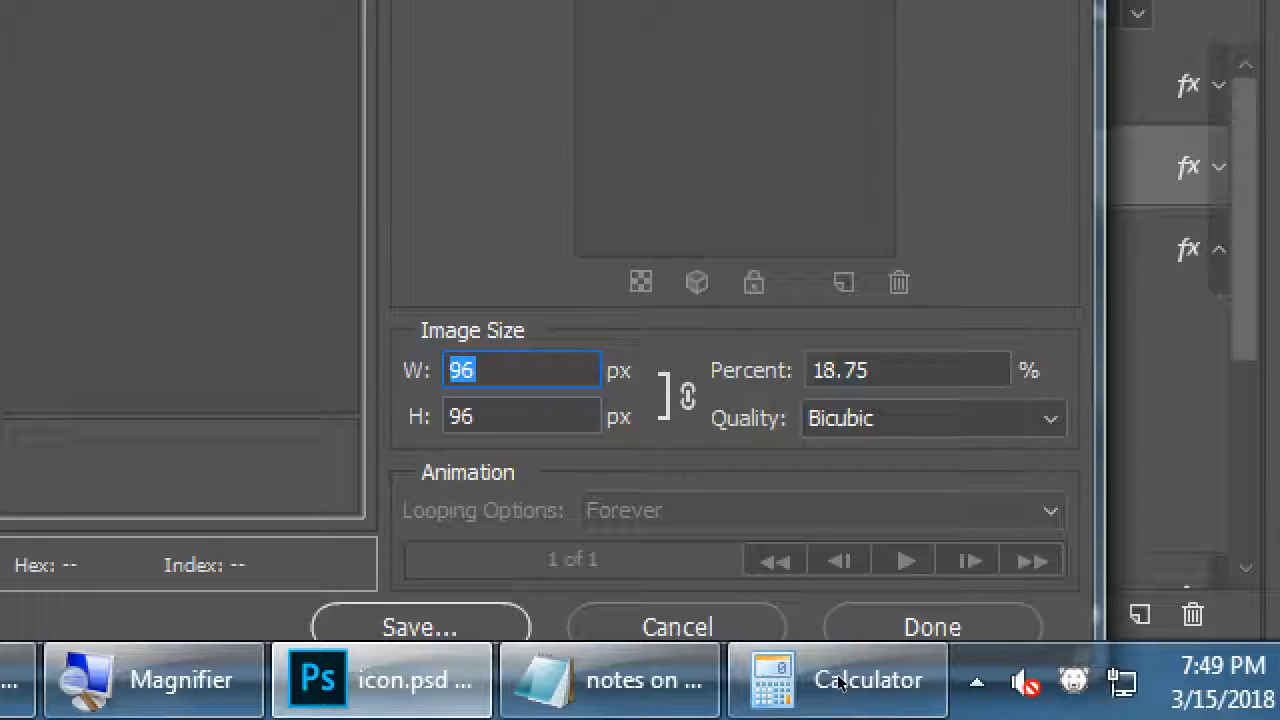 fx
fx
fx
Image Size
W: 96 px Percent: 18.75 %
H: 96 px Quality: Bicubic
Animation
Looping Options: Forever
1 of 1
Hex: -- Index: --
Save... Cancel Done
... Magnifier Ps icon.psd ... notes on ... Calculator 7:49 PM
3/15/2018